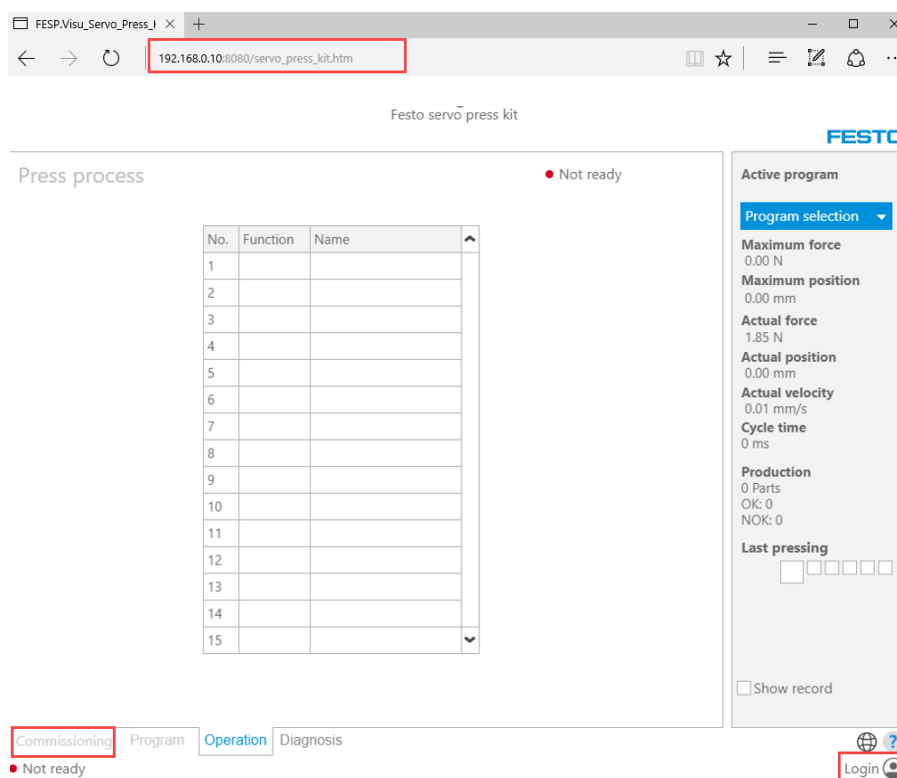 FESP.Visu_Servo_Press_
192.168.0.10:8080/servo_press_kit.htm
Festo servo press kit
FESTO
Press process
Not ready
No. Function Name
1
2
3
4
5
6
7
8
9
10
11
12
13
14
15
Active program
Program selection
Maximum force
0.00 N
Maximum position
0.00 mm
Actual force
1.85 N
Actual position
0.00 mm
Actual velocity
0.01 mm/s
Cycle time
0 ms
Production
0 Parts
OK: 0
NOK: 0
Last pressing
Show record
Commissioning Program Operation Diagnosis
?
Not ready
Login